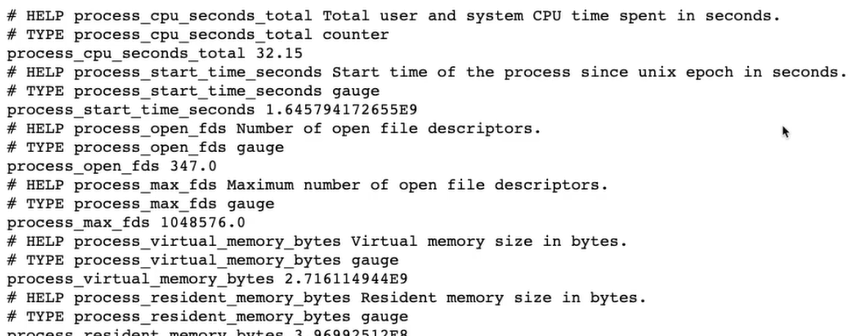 # HELP process_cpu_seconds_total Total user and system CPU time spent in seconds.
# TYPE process_cpu_seconds_total counter
process_cpu_seconds_total 32.15
# HELP process_start_time_seconds Start time of the process since unix epoch in seconds.
# TYPE process_start_time_seconds gauge
process_start_time_seconds 1.645794172655E9
# HELP process_open_fds Number of open file descriptors.
# TYPE process_open_fds gauge
process_open_fds 347.0
# HELP process_max_fds Maximum number of open file descriptors.
# TYPE process_max_fds gauge
process_max_fds 1048576.0
# HELP process_virtual_memory_bytes Virtual memory size in bytes.
# TYPE process_virtual_memory_bytes gauge
process_virtual_memory_bytes 2.716114944E9
# HELP process_resident_memory_bytes Resident memory size in bytes.
# TYPE process_resident_memory_bytes gauge
process_resident_memory_bytes 3.96992512E8